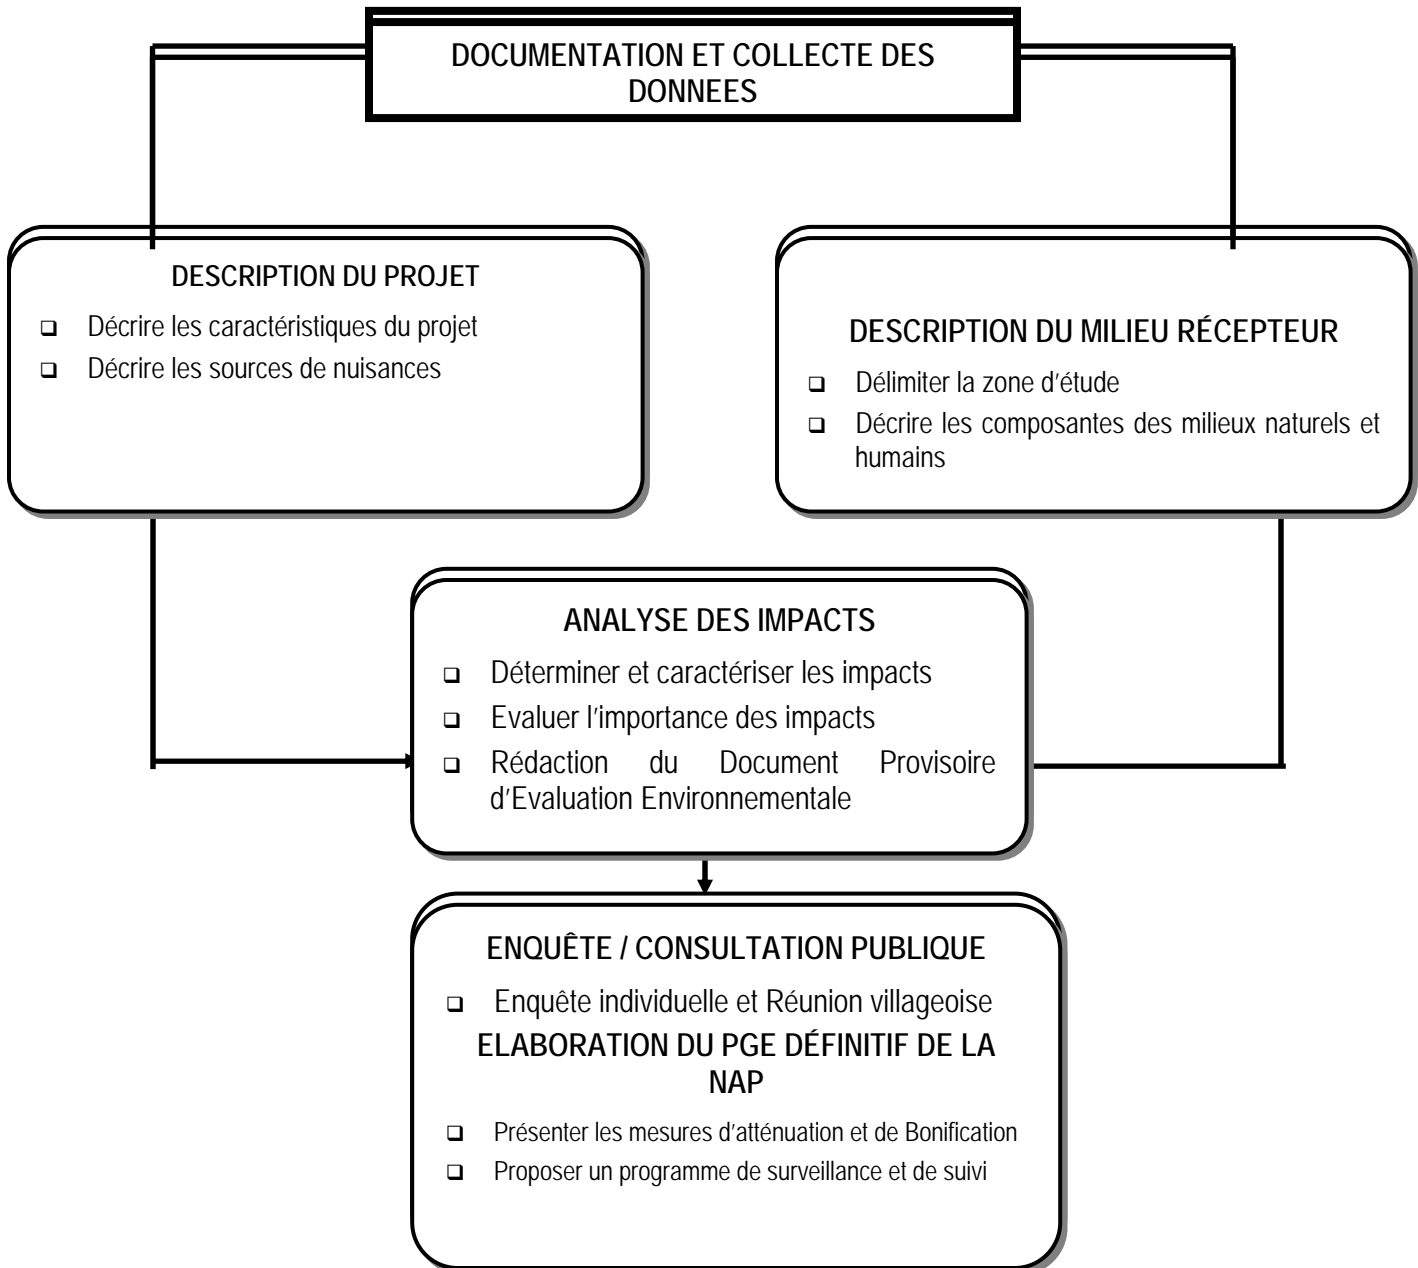 DOCUMENTATION ET COLLECTE DES
DONNEES
DESCRIPTION DU PROJET
❑ Décrire les caractéristiques du projet
❑ Décrire les sources de nuisances
DESCRIPTION DU MILIEU RÉCEPTEUR
❑ Délimiter la zone d’étude
❑ Décrire les composantes des milieux naturels et
humains
ANALYSE DES IMPACTS
❑ Déterminer et caractériser les impacts
❑ Evaluer l’importance des impacts
❑ Rédaction du Document Provisoire
d’Evaluation Environnementale
ENQUÊTE / CONSULTATION PUBLIQUE
❑ Enquête individuelle et Réunion villageoise
ELABORATION DU PGE DÉFINITIF DE LA
NAP
❑ Présenter les mesures d’atténuation et de Bonification
❑ Proposer un programme de surveillance et de suivi